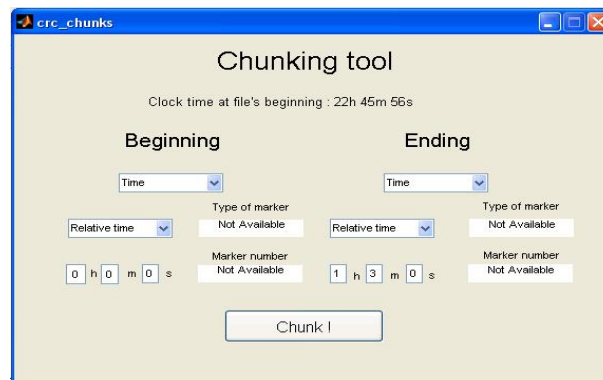 crc_chunks
Chunking tool
Clock time at file's beginning : 22h 45m 56s
Beginning Ending
Time Time
Type of marker Type of marker
Relative time Not Available Relative time Not Available
Marker number Marker number
0 h 0 m 0 s Not Available 1 h 3 m 0 s Not Available
Chunk !